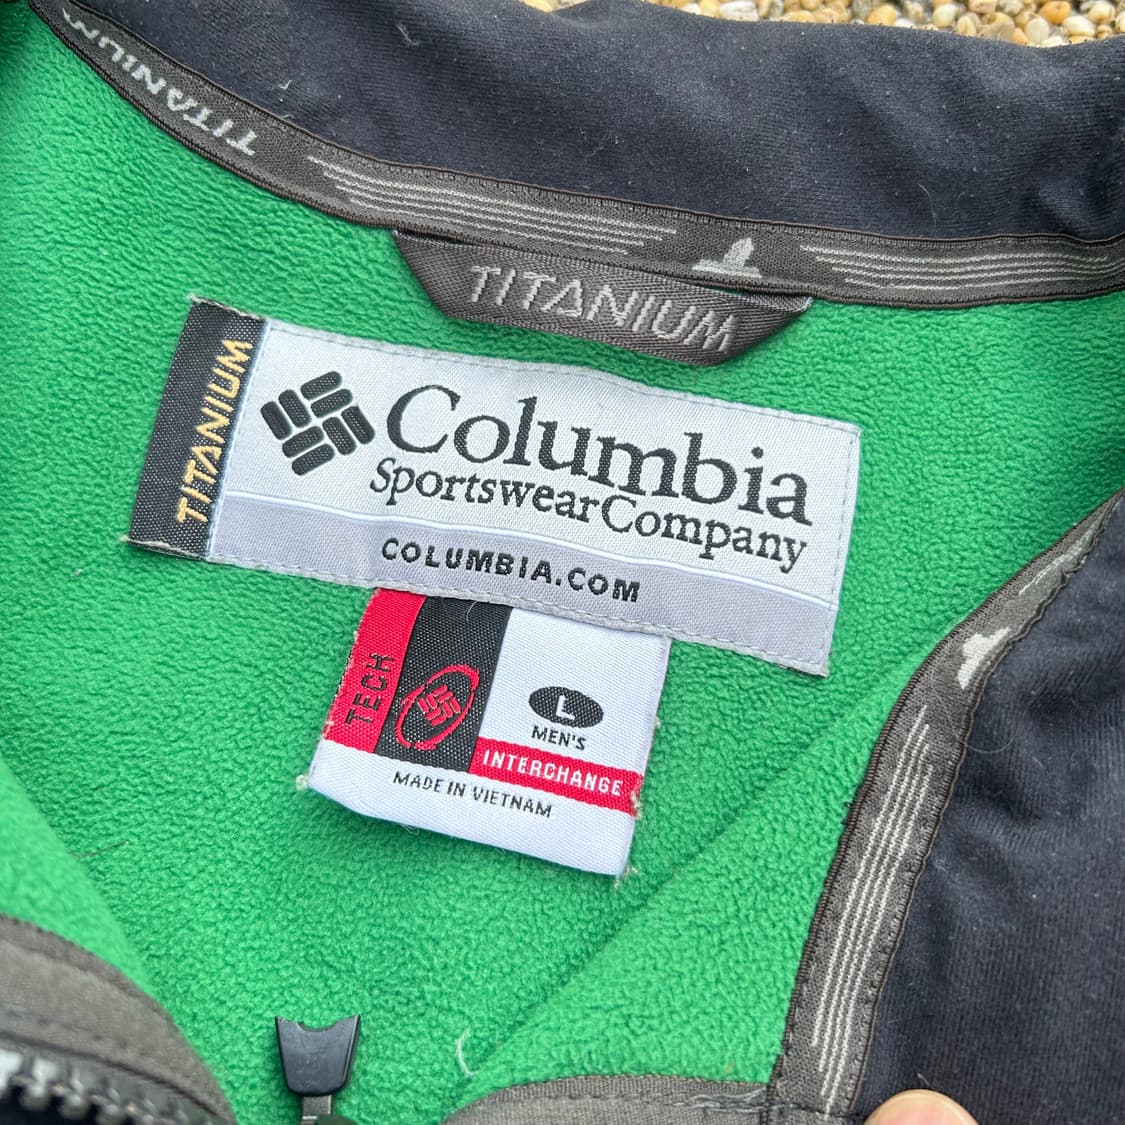 TITANIUM
TITANIUM
TITANIUM
Columbia
Sportswear Company
COLUMBIA.COM
TECH
L
MEN'S
INTERCHANGE
MADE IN VIETNAM